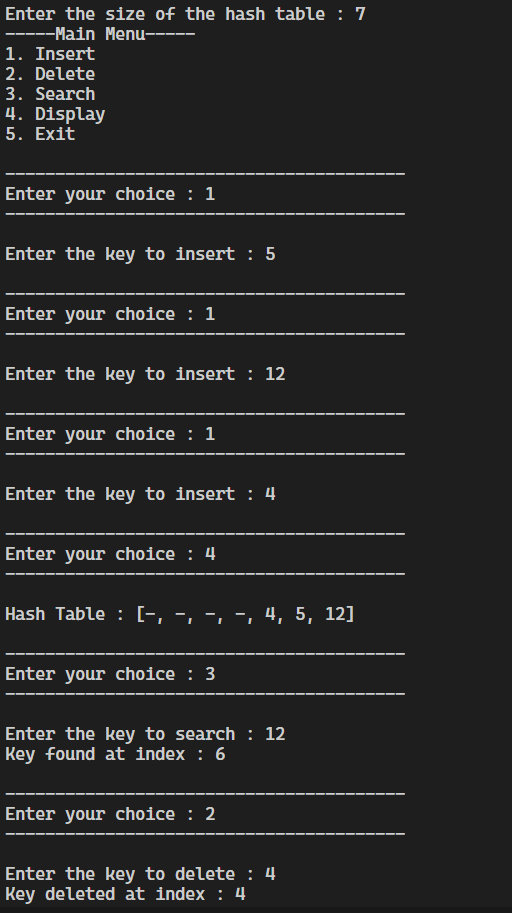 Enter the size of the hash table : 7
-----Main Menu-----
1. Insert
2. Delete
3. Search
4. Display
5. Exit
----------------------------------------
Enter your choice : 1
----------------------------------------
Enter the key to insert : 5
----------------------------------------
Enter your choice : 1
----------------------------------------
Enter the key to insert : 12
----------------------------------------
Enter your choice : 1
----------------------------------------
Enter the key to insert : 4
----------------------------------------
Enter your choice : 4
----------------------------------------
Hash Table : [-, -, -, -, 4, 5, 12]
----------------------------------------
Enter your choice : 3
----------------------------------------
Enter the key to search : 12
Key found at index : 6
----------------------------------------
Enter your choice : 2
----------------------------------------
Enter the key to delete : 4
Key deleted at index : 4